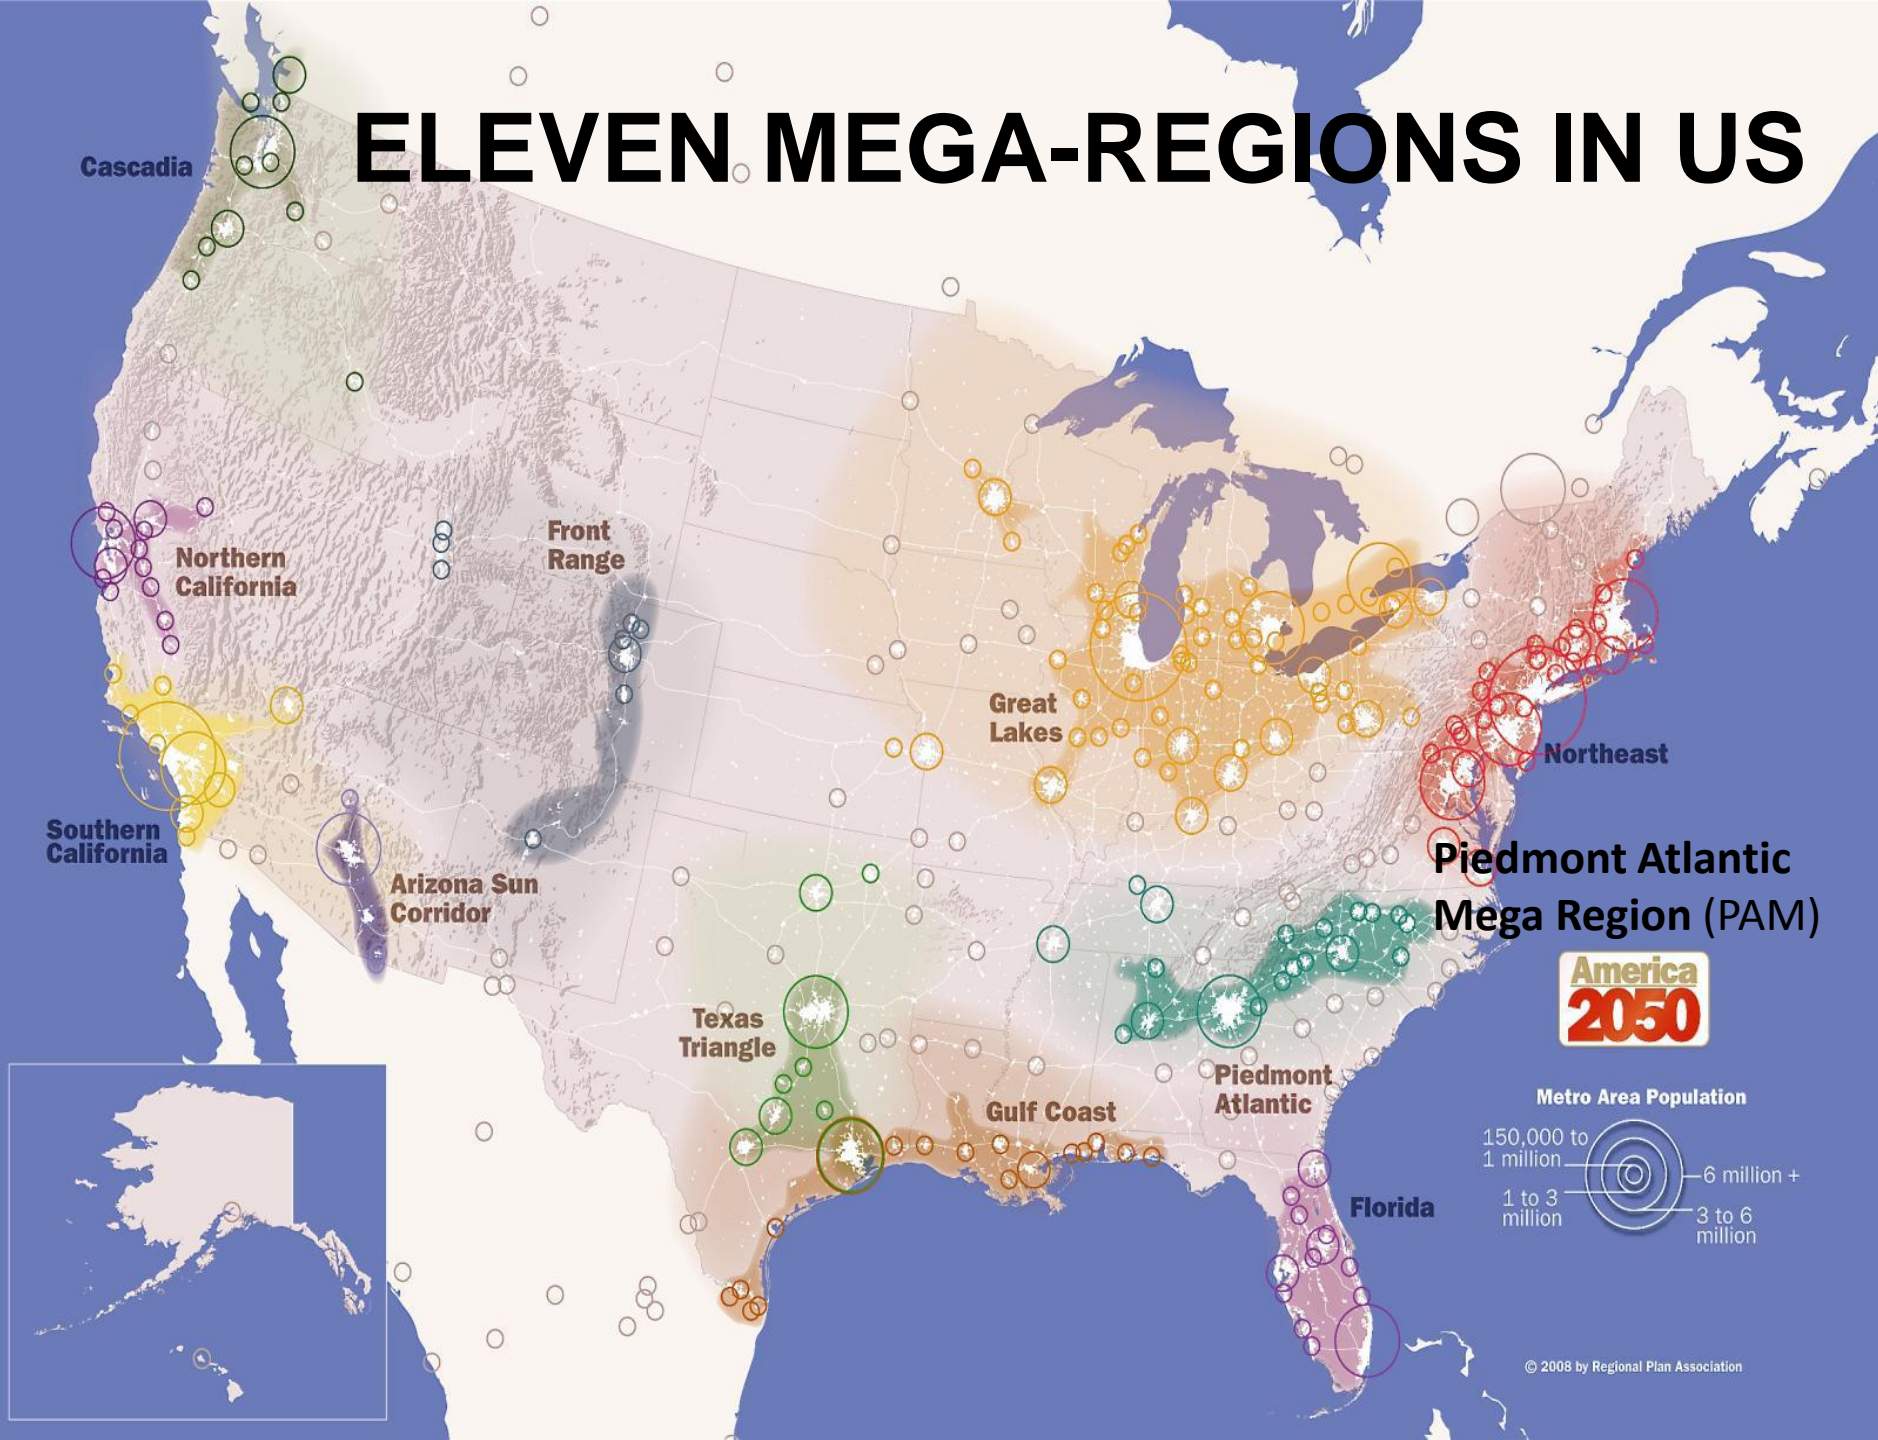 ELEVEN MEGA-REGIONS IN US
Cascadia
Northern
California
Front
Range
Great
Lakes
Northeast
Southern
California
Arizona Sun
Corridor
Piedmont Atlantic
Mega Region (PAM)
America
2050
Texas
Triangle
Gulf Coast
Piedmont
Atlantic
Florida
Metro Area Population
150,000 to
1 million
6 million +
1 to 3
million
3 to 6
million
© 2008 by Regional Plan Association